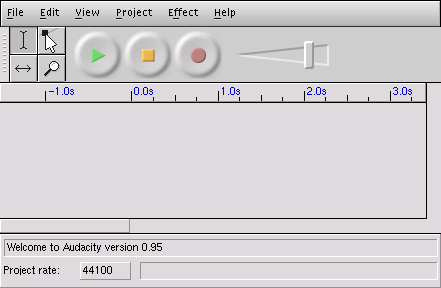 File Edit View Project Effect Help
-1.0s 0.0s 1.0s 2.0s 3.0s
Welcome to Audacity version 0.95
Project rate: 44100